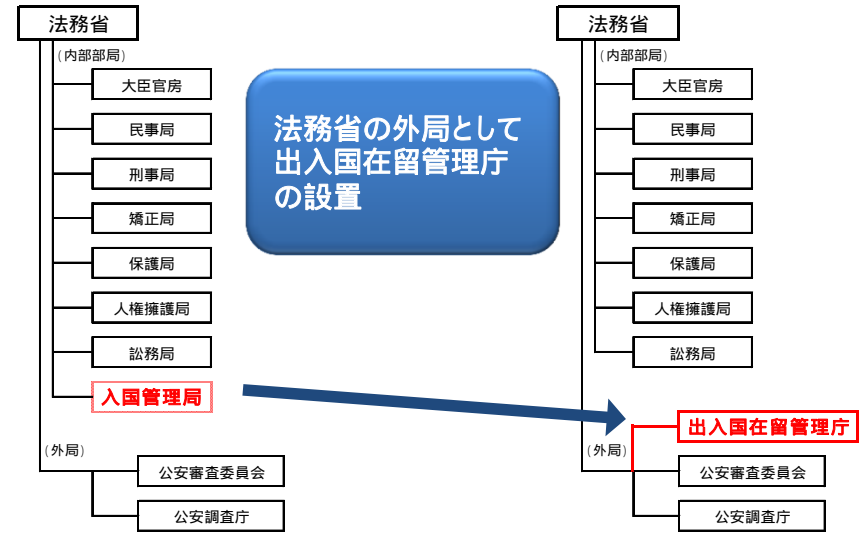 法務省
(内部部局)
大臣官房
民事局
刑事局
矯正局
保護局
人権擁護局
訟務局
入国管理局
(外局)
公安審査委員会
公安調査庁
法務省の外局として
出入国在留管理庁
の設置
法務省
(内部部局)
大臣官房
民事局
刑事局
矯正局
保護局
人権擁護局
訟務局
出入国在留管理庁
(外局)
公安審査委員会
公安調査庁